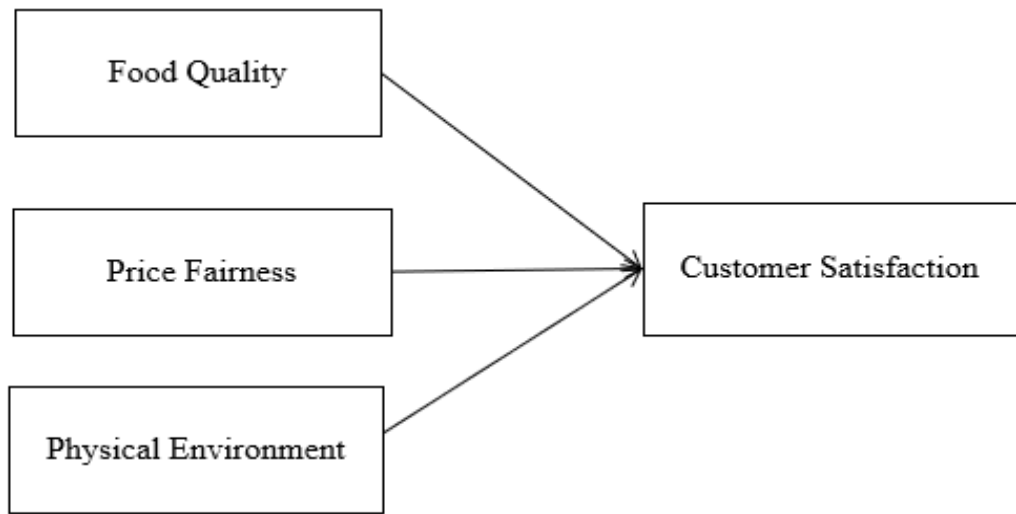 Food Quality
Price Fairness
Customer Satisfaction
Physical Environment